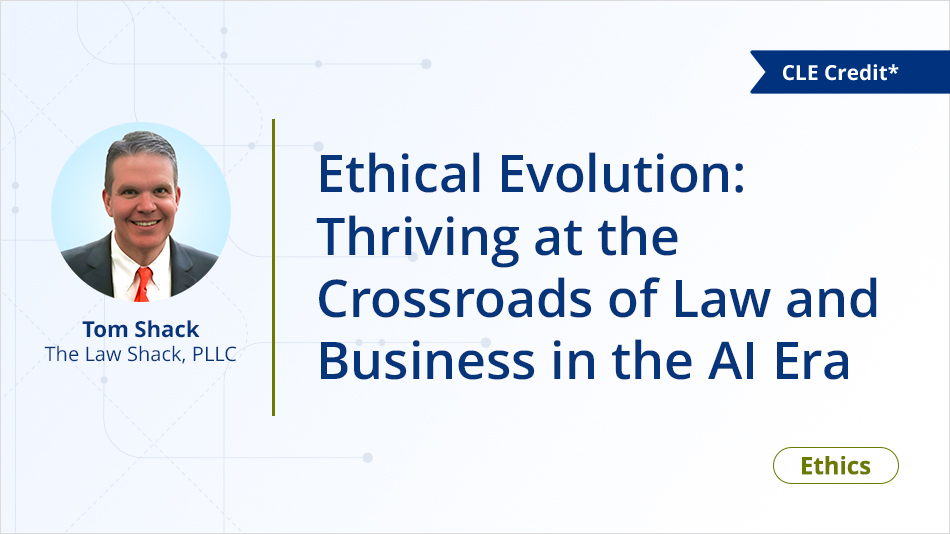 CLE Credit*
Ethical Evolution:
Thriving at the
Crossroads of Law and
Business in the AI Era
Tom Shack
The Law Shack, PLLC
Ethics